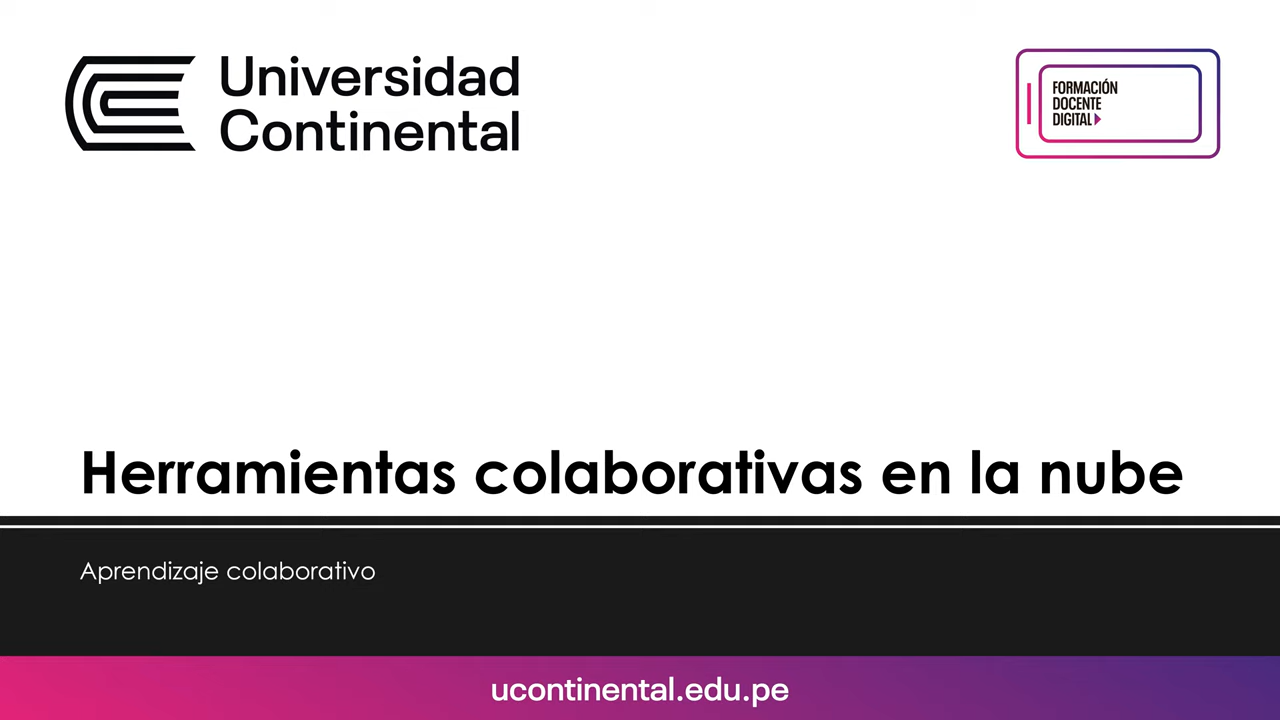 Universidad
Continental
FORMACIÓN
DOCENTE
DIGITAL
Herramientas colaborativas en la nube
Aprendizaje colaborativo
ucontinental.edu.pe